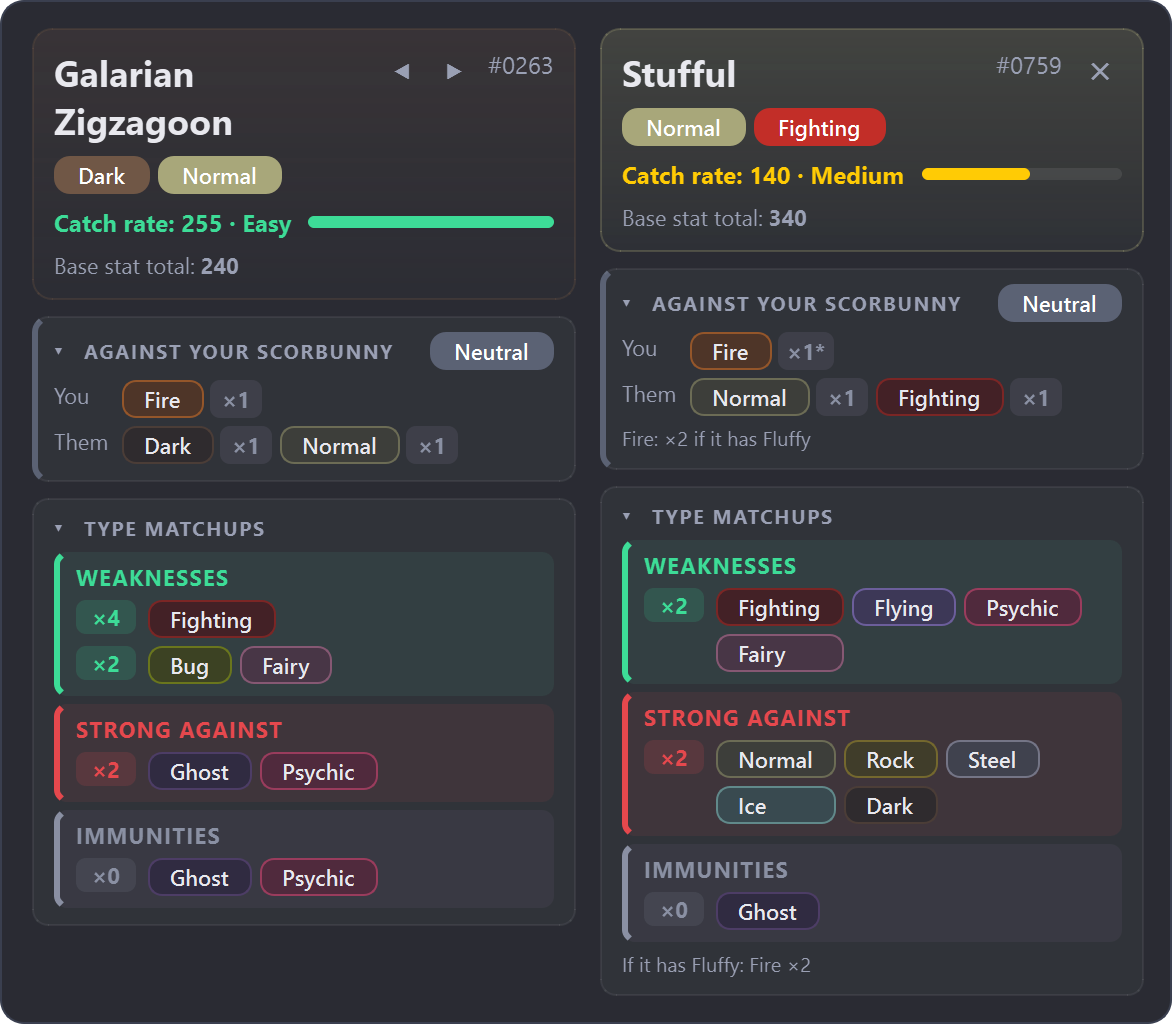 Galarian
Zigzagoon
◀ ▶ #0263
Dark Normal
Catch rate: 255 · Easy
Base stat total: 240
▼ AGAINST YOUR SCORBUNNY Neutral
You Fire ×1
Them Dark ×1 Normal ×1
▼ TYPE MATCHUPS
WEAKNESSES
×4 Fighting
×2 Bug Fairy
STRONG AGAINST
×2 Ghost Psychic
IMMUNITIES
×0 Ghost Psychic
Stufful #0759 ✕
Normal Fighting
Catch rate: 140 · Medium
Base stat total: 340
▼ AGAINST YOUR SCORBUNNY Neutral
You Fire ×1*
Them Normal ×1 Fighting ×1
Fire: ×2 if it has Fluffy
▼ TYPE MATCHUPS
WEAKNESSES
×2 Fighting Flying Psychic
Fairy
STRONG AGAINST
×2 Normal Rock Steel
Ice Dark
IMMUNITIES
×0 Ghost
If it has Fluffy: Fire ×2